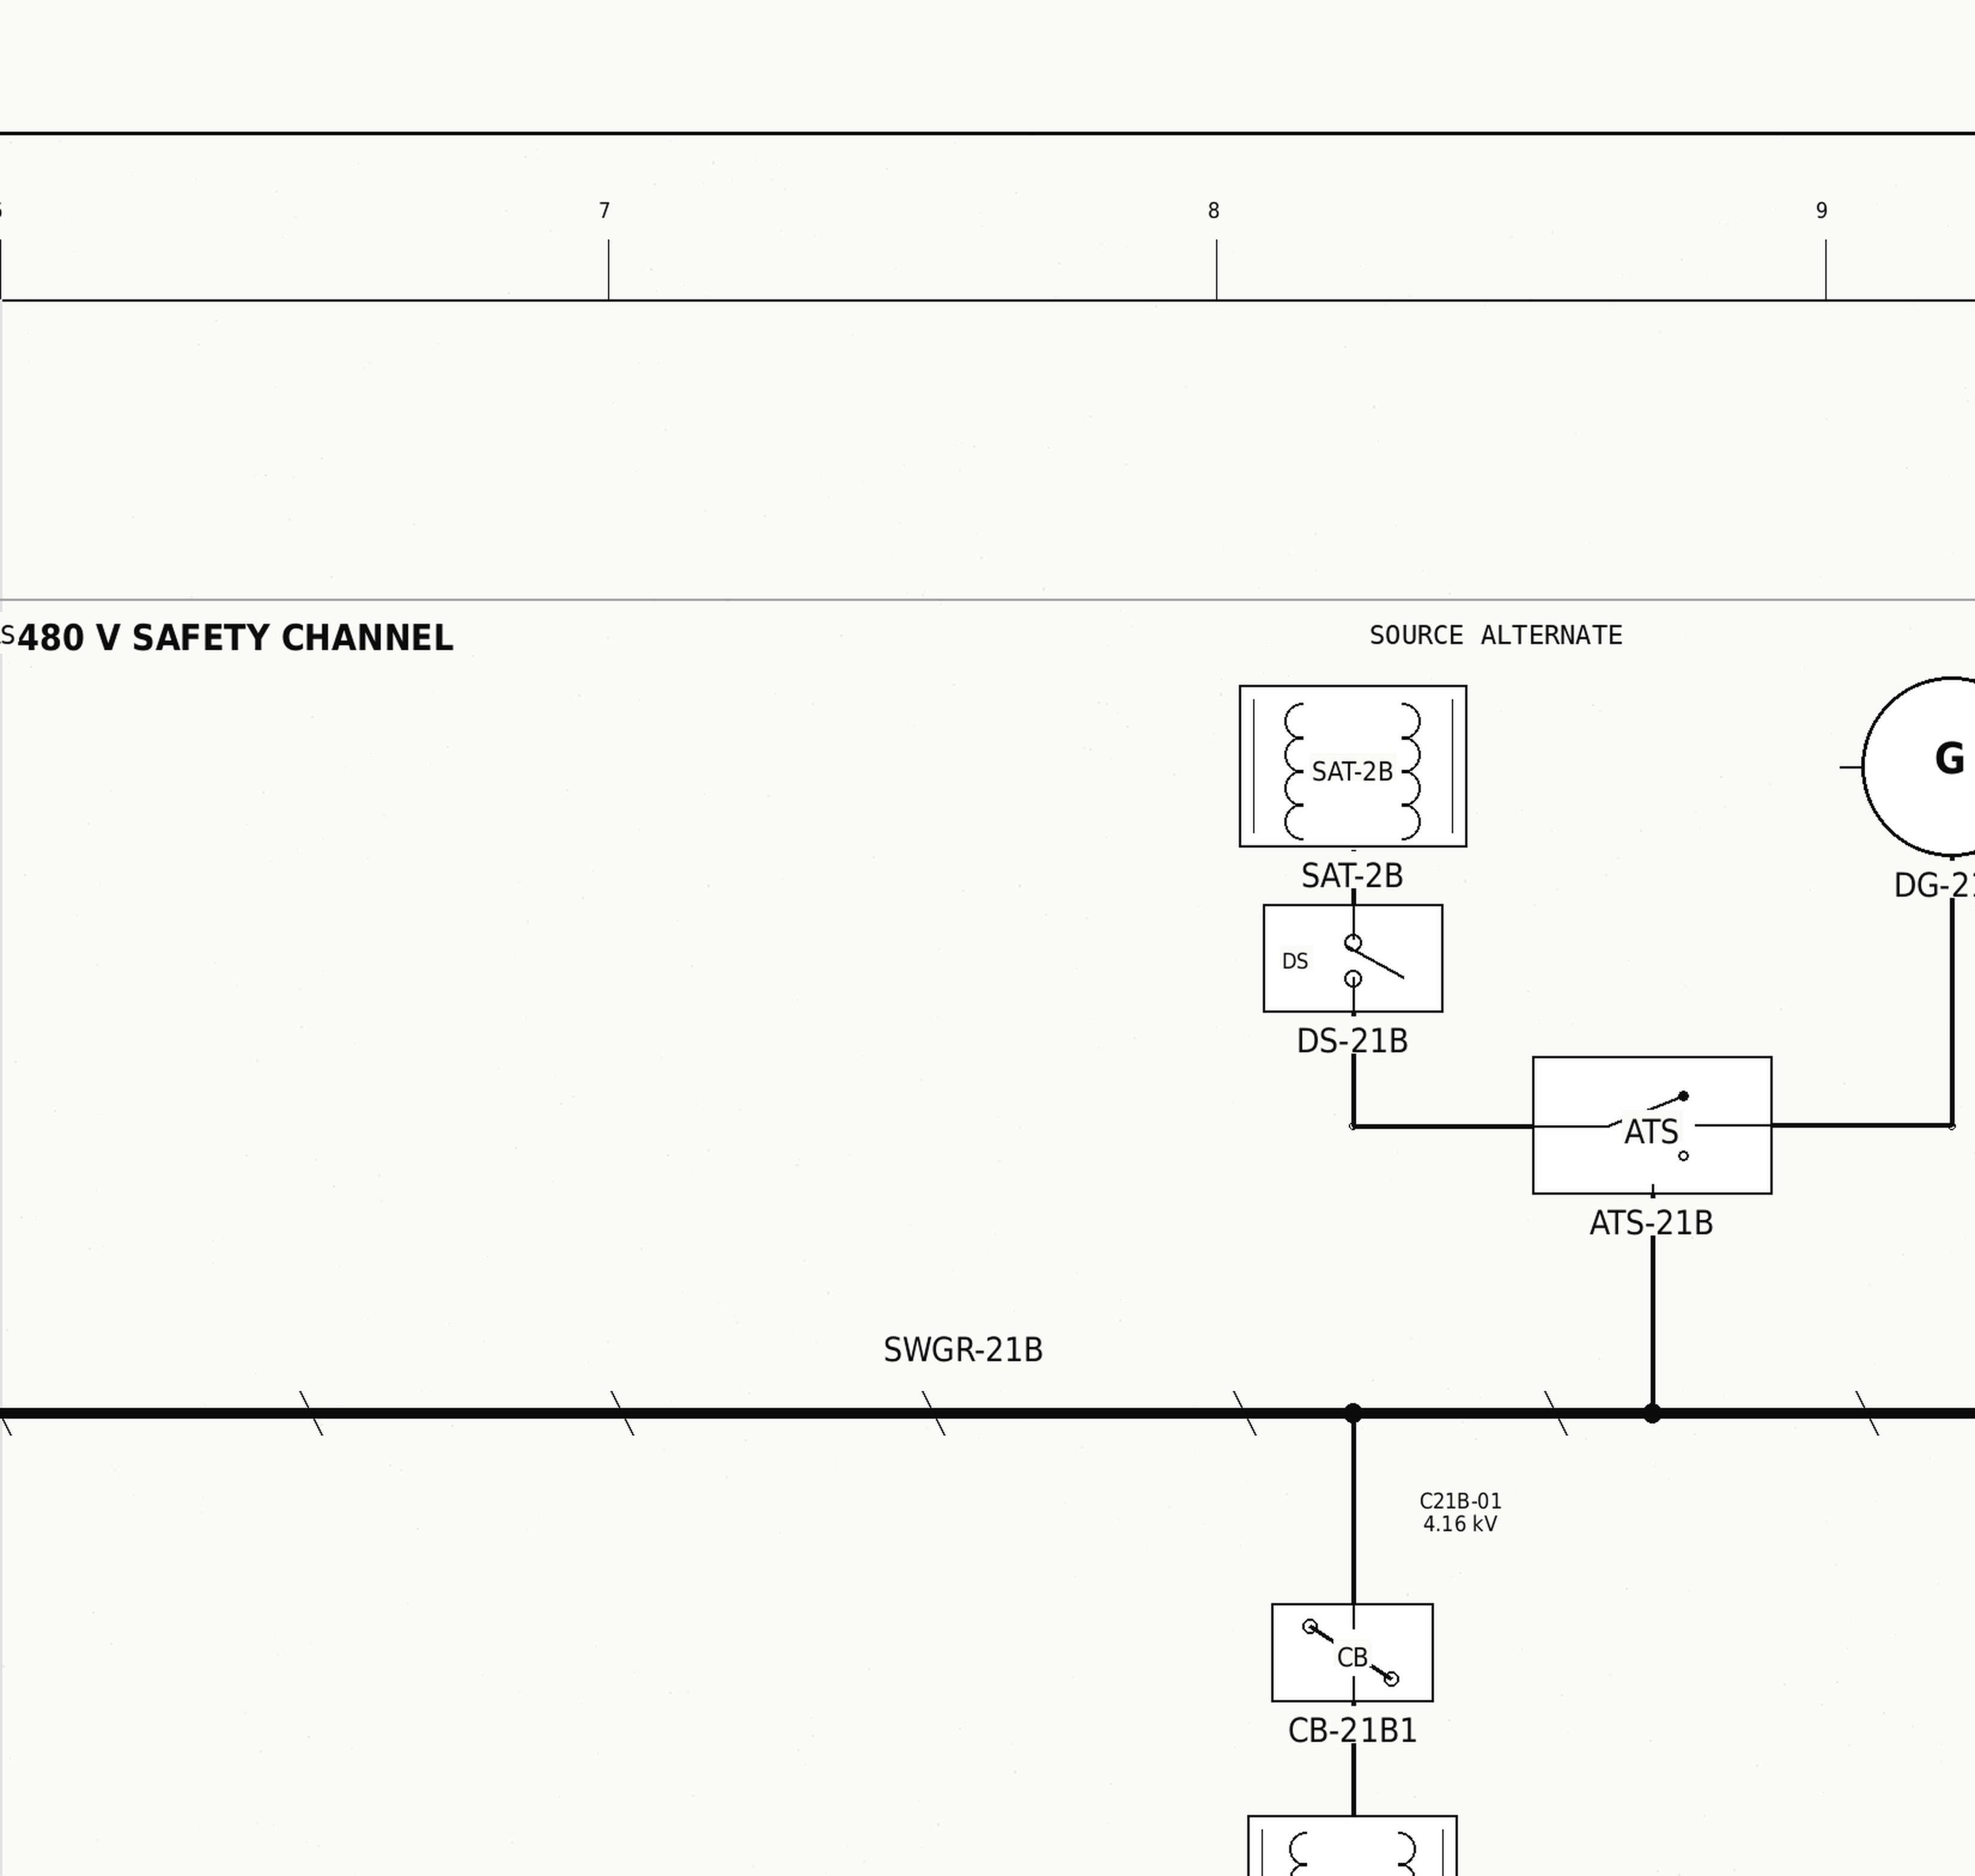 7
8
9
480 V SAFETY CHANNEL
SOURCE ALTERNATE
SAT-2B
G
SAT-2B
DS
DS-21B
ATS
ATS-21B
SWGR-21B
C21B-01
4.16 kV
CB
CB-21B1